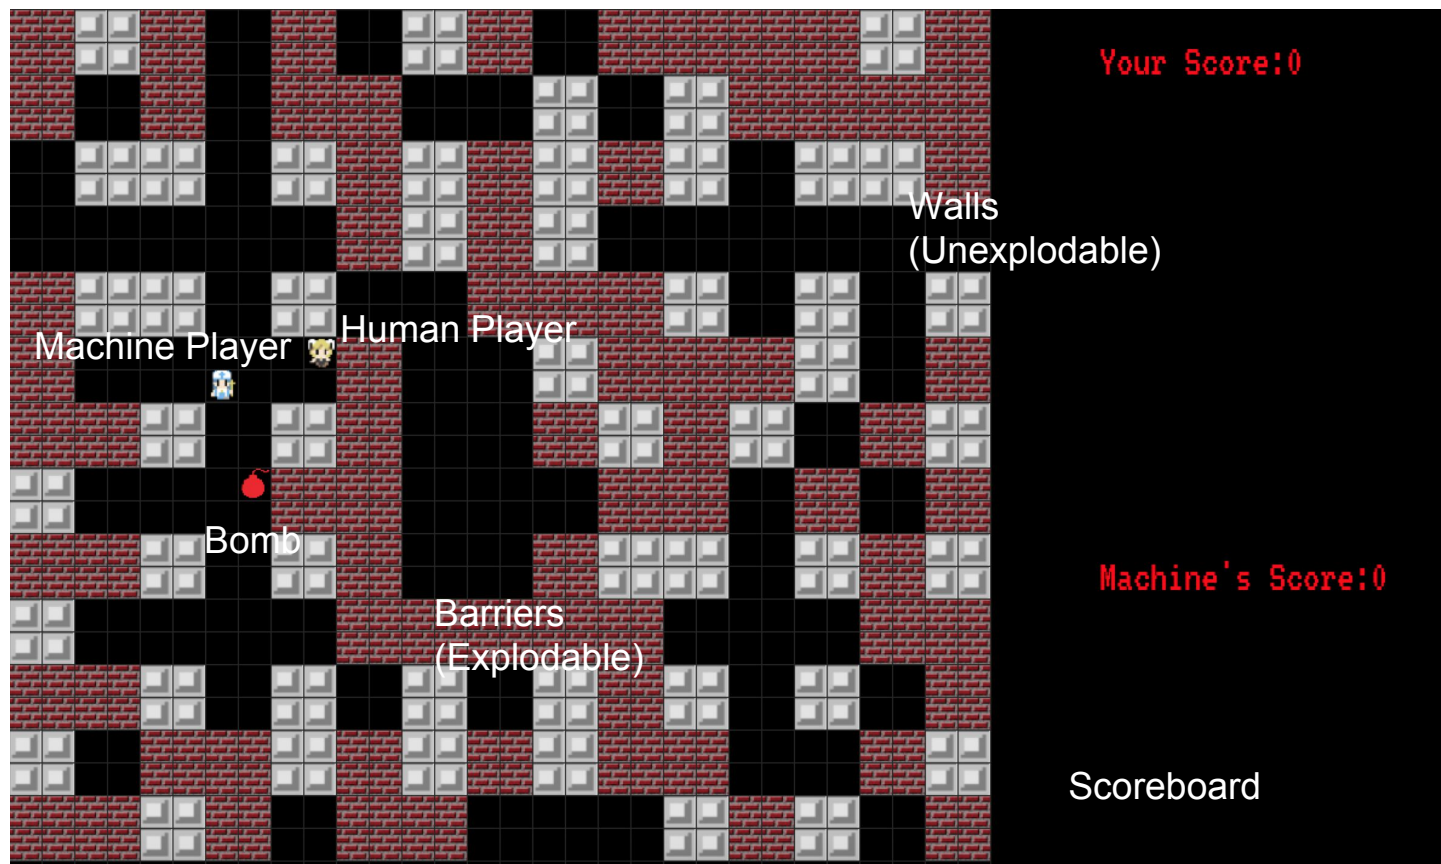 Your Score:0
Walls
(Unexplodable)
Human Player
Machine Player
Bomb
Machine's Score:0
Barriers
(Explodable)
Scoreboard